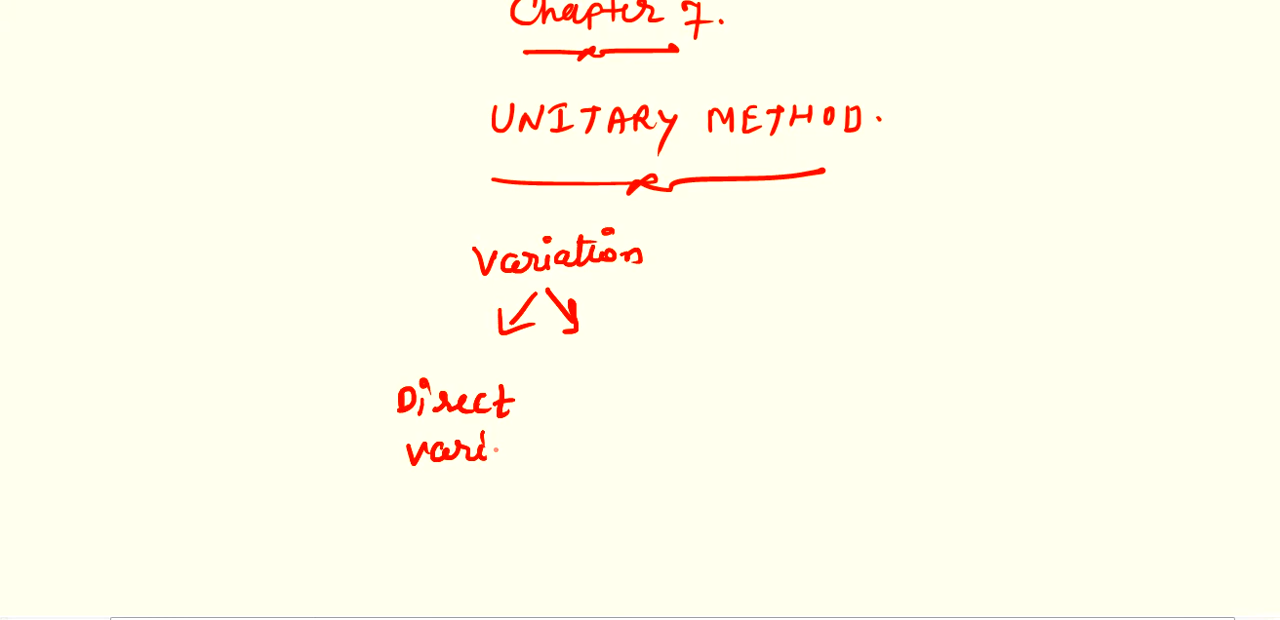 Chapter 7.
UNITARY METHOD.
Variation
Direct
vari